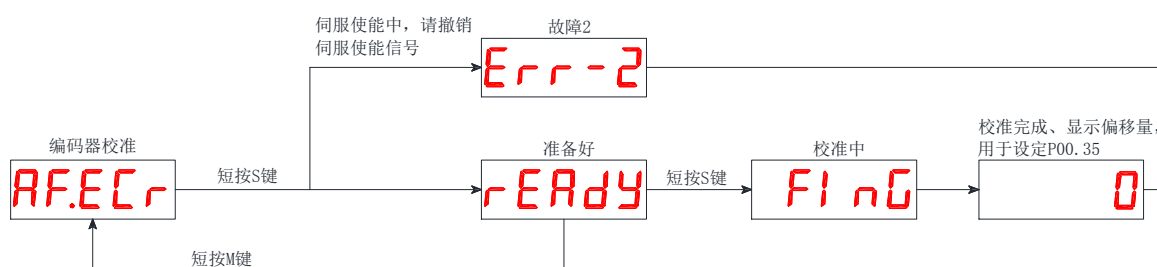 伺服使能中，请撤销
伺服使能信号
故障2
Err-2
编码器校准
AF.ECr
短按S键
准备好
rEAdY
短按S键
校准中
FInG
校准完成、显示偏移量，
用于设定P00.35
0
短按M键